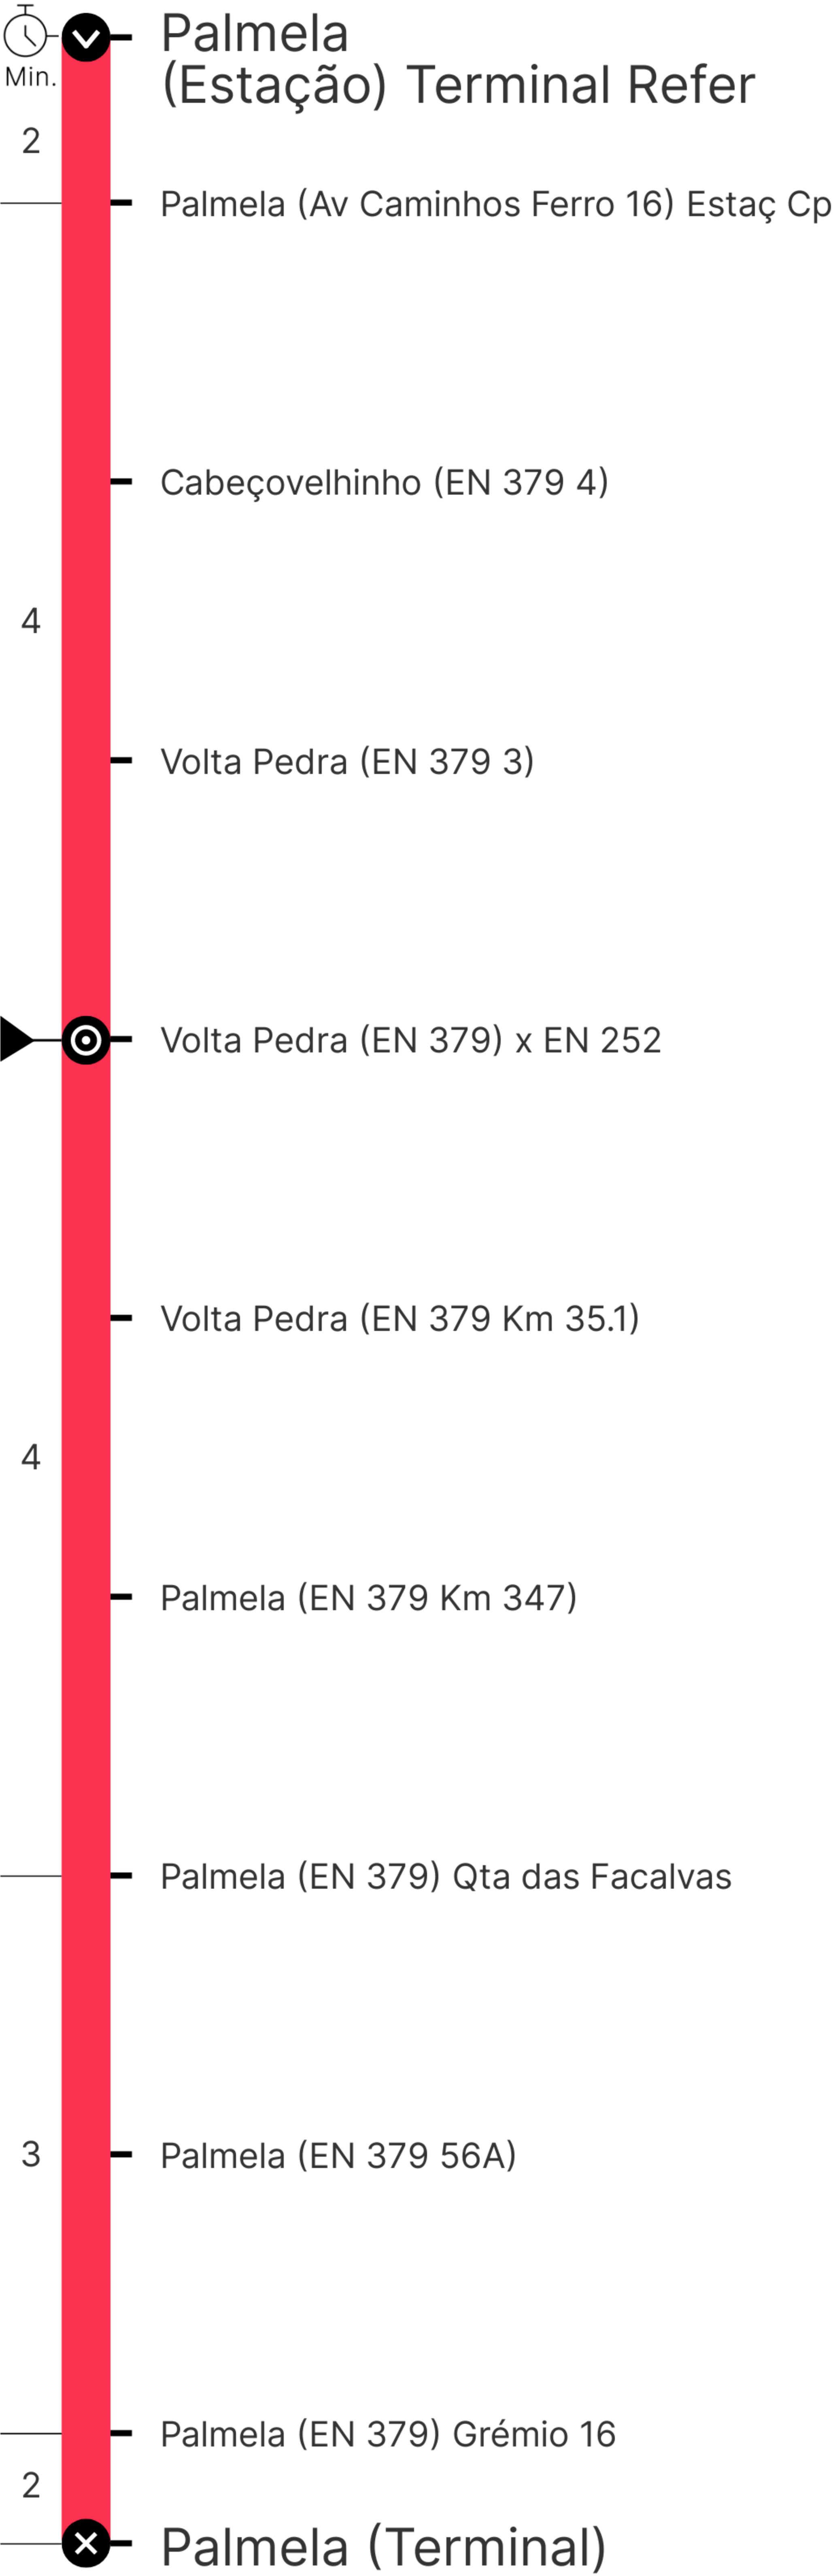 Palmela
(Estação) Terminal Refer
Min.
2
Palmela (Av Caminhos Ferro 16) Estaç Cp
Cabeçovelhinho (EN 379 4)
4
Volta Pedra (EN 379 3)
Volta Pedra (EN 379) x EN 252
Volta Pedra (EN 379 Km 35.1)
4
Palmela (EN 379 Km 347)
Palmela (EN 379) Qta das Facalvas
3
Palmela (EN 379 56A)
Palmela (EN 379) Grémio 16
2
Palmela (Terminal)